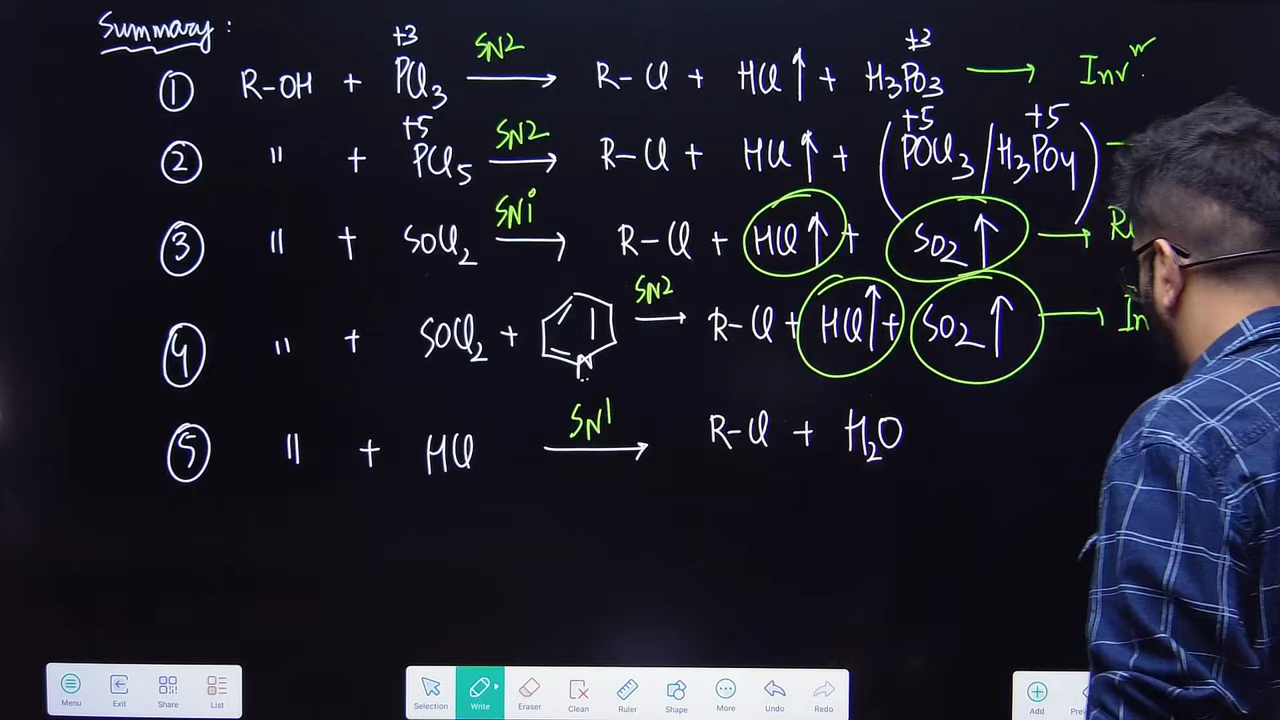 Summary :
① R-OH + PCl₃ (+3) —SN2→ R-Cl + HCl↑ + H₃PO₃ (+3) → Invⁿ.
② " + PCl₅ (+5) —SN2→ R-Cl + HCl↑ + (POCl₃ (+5) / H₃PO₄ (+5)) —
③ " + SOCl₂ —SNi→ R-Cl + HCl↑ + SO₂↑ →
④ " + SOCl₂ + N̤ —SN2→ R-Cl + HCl↑ + SO₂↑ →
⑤ " + HCl —SN1→ R-Cl + H₂O
Menu Exit Share List Selection Write Eraser Clean Ruler Shape More Undo Redo Add